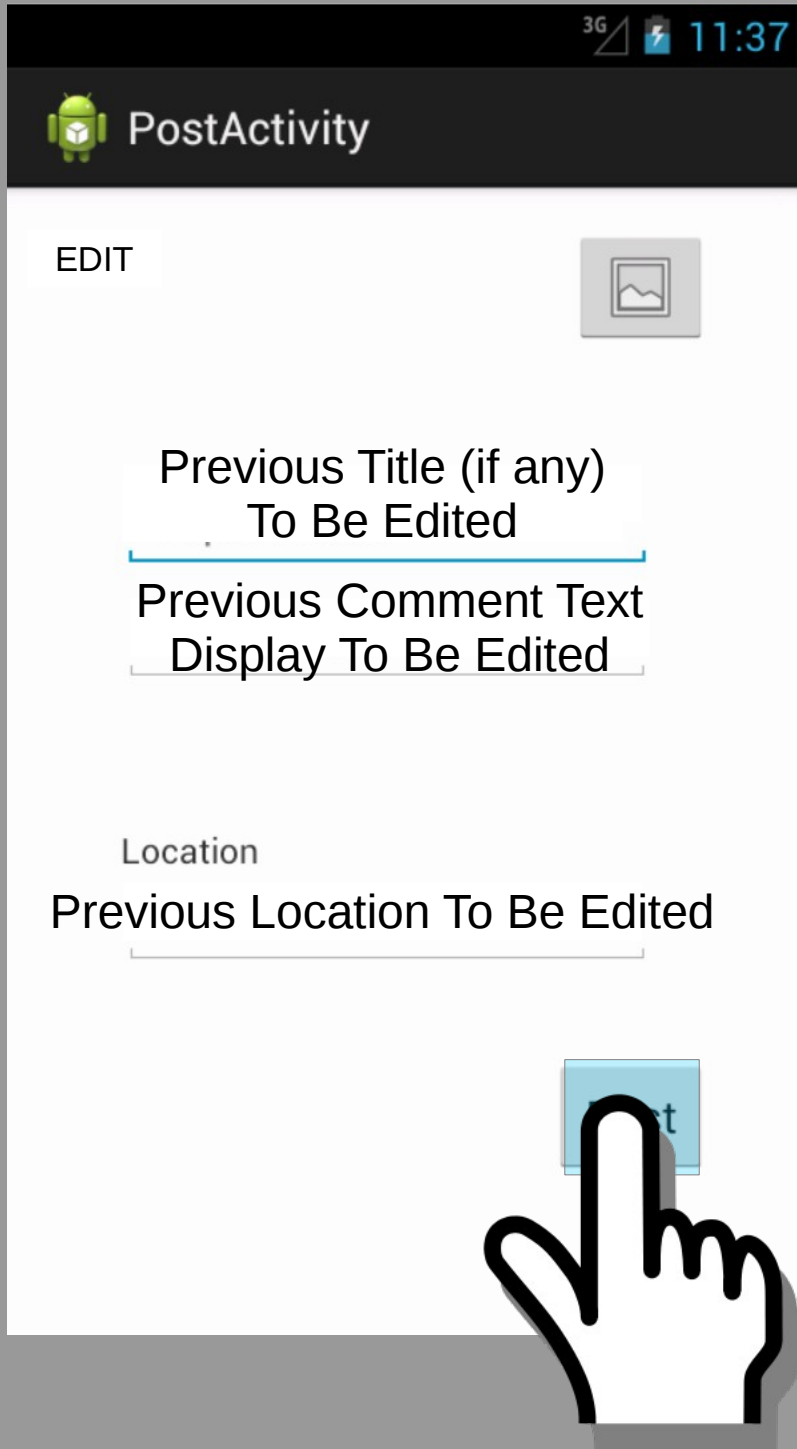 3G 11:37
PostActivity
EDIT
Previous Title (if any)
To Be Edited
Previous Comment Text
Display To Be Edited
Location
Previous Location To Be Edited